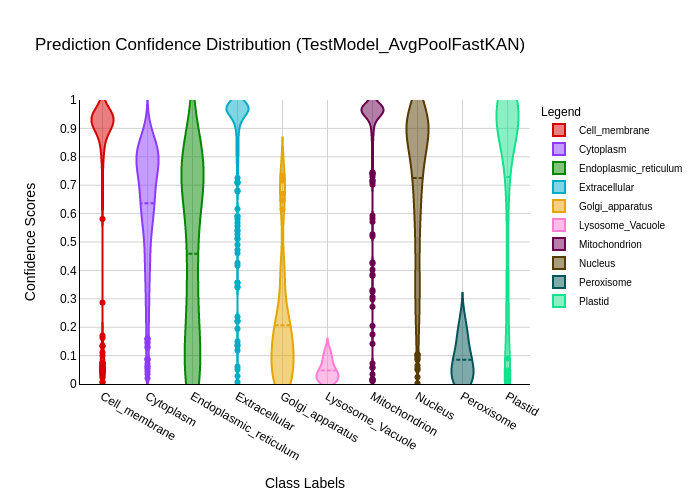 Prediction Confidence Distribution (TestModel_AvgPoolFastKAN)
Legend
Cell_membrane
Cytoplasm
Endoplasmic_reticulum
Extracellular
Golgi_apparatus
Lysosome_Vacuole
Mitochondrion
Nucleus
Peroxisome
Plastid
Confidence Scores
1
0.9
0.8
0.7
0.6
0.5
0.4
0.3
0.2
0.1
0
Cell_membrane
Cytoplasm
Endoplasmic_reticulum
Extracellular
Golgi_apparatus
Lysosome_Vacuole
Mitochondrion
Nucleus
Peroxisome
Plastid
Class Labels